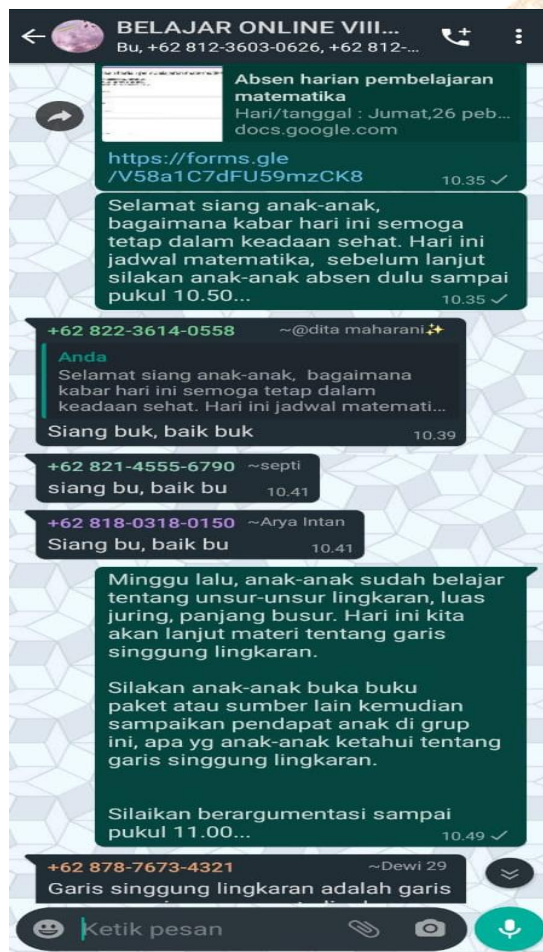 BELAJAR ONLINE VIII...
Bu, +62 812-3603-0626, +62 812-...
Absen harian pembelajaran
matematika
Hari/tanggal : Jumat,26 peb...
docs.google.com
https://forms.gle
/V58a1C7dFU59mzCK8 10.35
Selamat siang anak-anak,
bagaimana kabar hari ini semoga
tetap dalam keadaan sehat. Hari ini
jadwal matematika, sebelum lanjut
silakan anak-anak absen dulu sampai
pukul 10.50... 10.35
+62 822-3614-0558 ~@dita maharani✨
Anda
Selamat siang anak-anak, bagaimana
kabar hari ini semoga tetap dalam
keadaan sehat. Hari ini jadwal matemati...
Siang buk, baik buk 10.39
+62 821-4555-6790 ~septi
siang bu, baik bu 10.41
+62 818-0318-0150 ~Arya Intan
Siang bu, baik bu 10.41
Minggu lalu, anak-anak sudah belajar
tentang unsur-unsur lingkaran, luas
juring, panjang busur. Hari ini kita
akan lanjut materi tentang garis
singgung lingkaran.
Silakan anak-anak buka buku
paket atau sumber lain kemudian
sampaikan pendapat anak di grup
ini, apa yg anak-anak ketahui tentang
garis singgung lingkaran.
Silaikan berargumentasi sampai
pukul 11.00... 10.49
+62 878-7673-4321 ~Dewi 29
Garis singgung lingkaran adalah garis
Ketik pesan